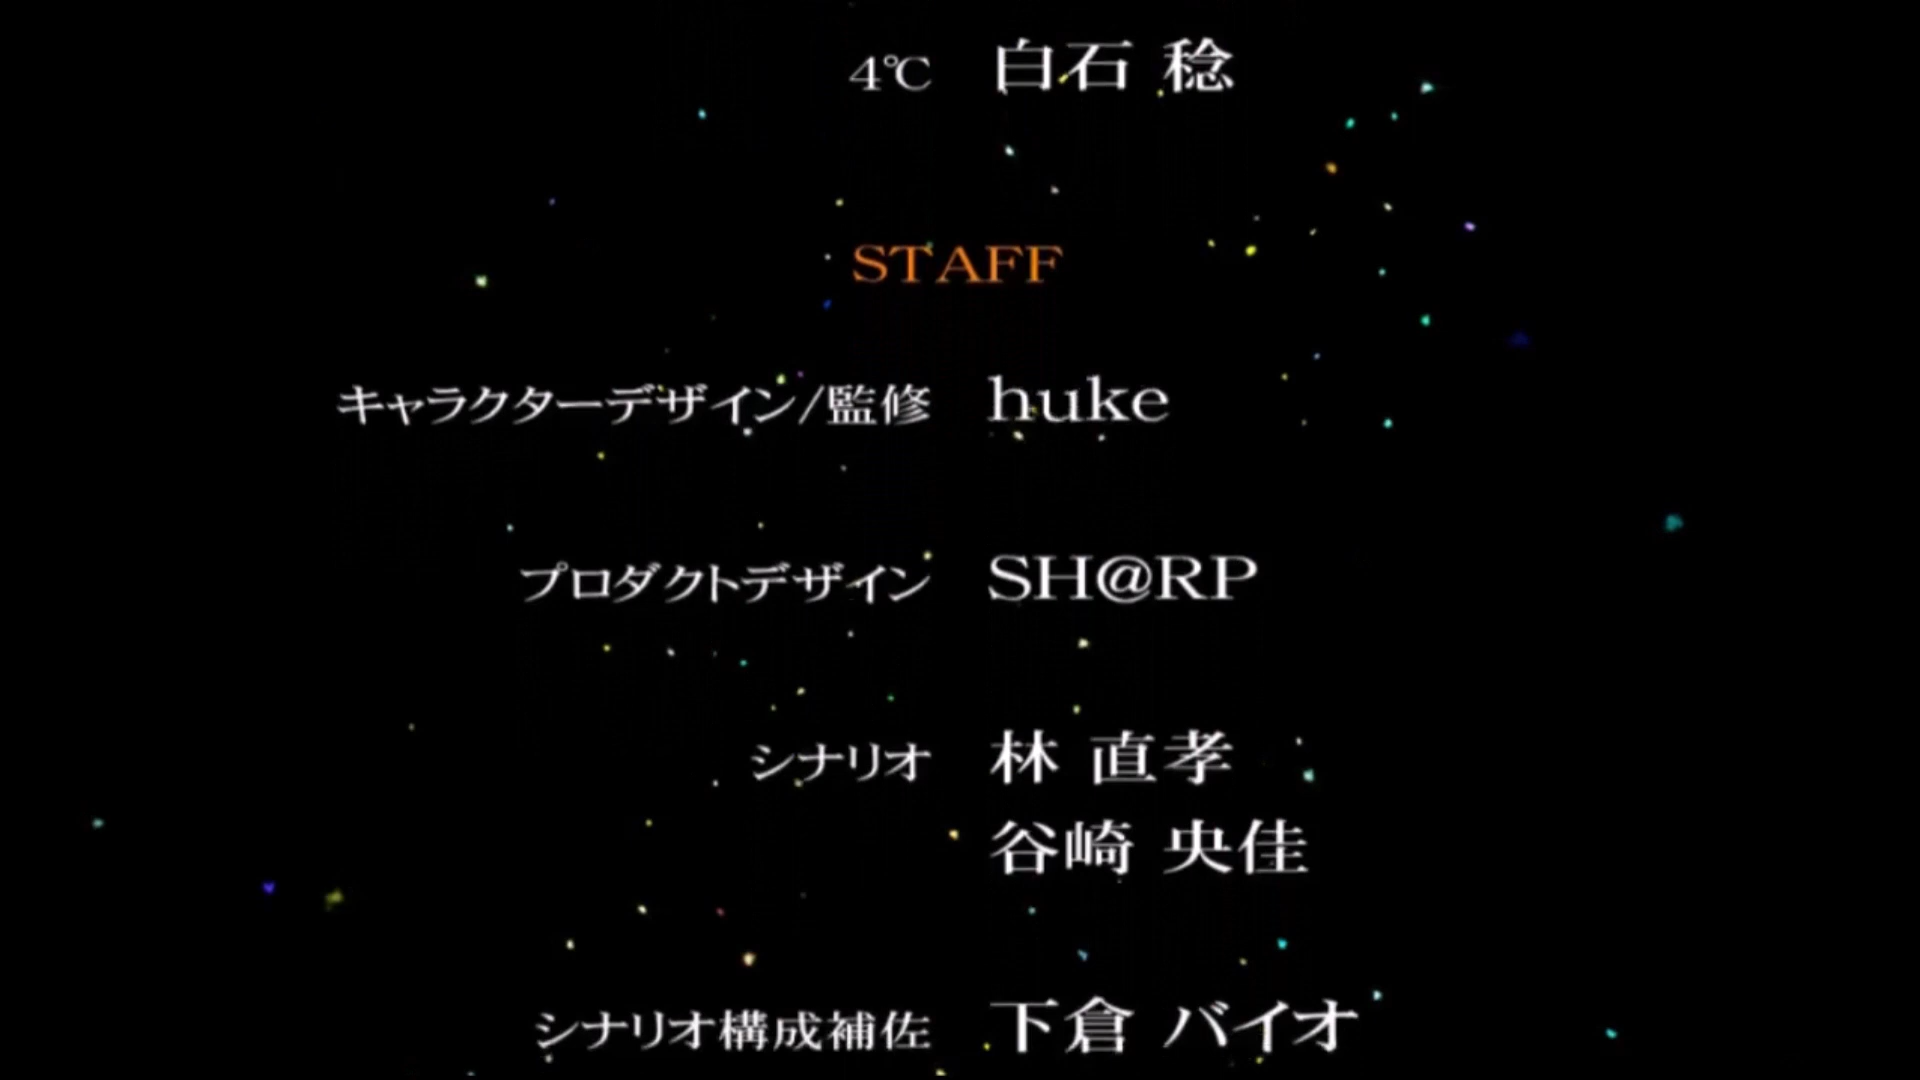 4℃ 白石 稔
STAFF
キャラクターデザイン/監修 huke
プロダクトデザイン SH@RP
シナリオ 林 直孝
谷崎 央佳
シナリオ構成補佐 下倉 バイオ